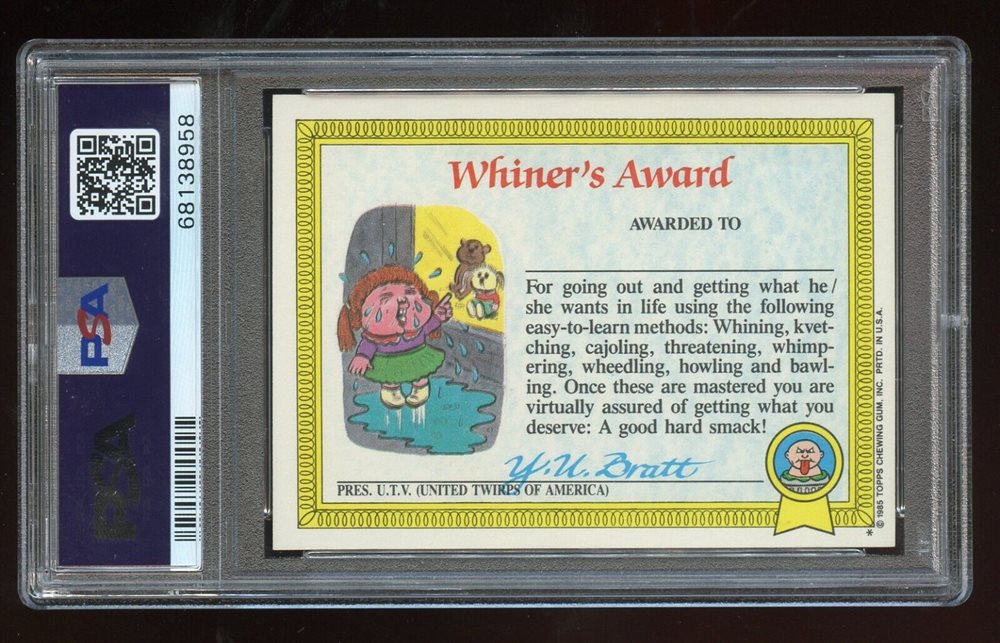 PSA
68138958
PSA
PSA
Whiner's Award
AWARDED TO
For going out and getting what he/
she wants in life using the following
easy-to-learn methods: Whining, kvet-
ching, cajoling, threatening, whimp-
ering, wheedling, howling and bawl-
ing. Once these are mastered you are
virtually assured of getting what you
deserve: A good hard smack!
Y.U. Bratt
PRES. U.T.V. (UNITED TWIRPS OF AMERICA)
* © 1985 TOPPS CHEWING GUM, INC. PRTD. IN U.S.A.